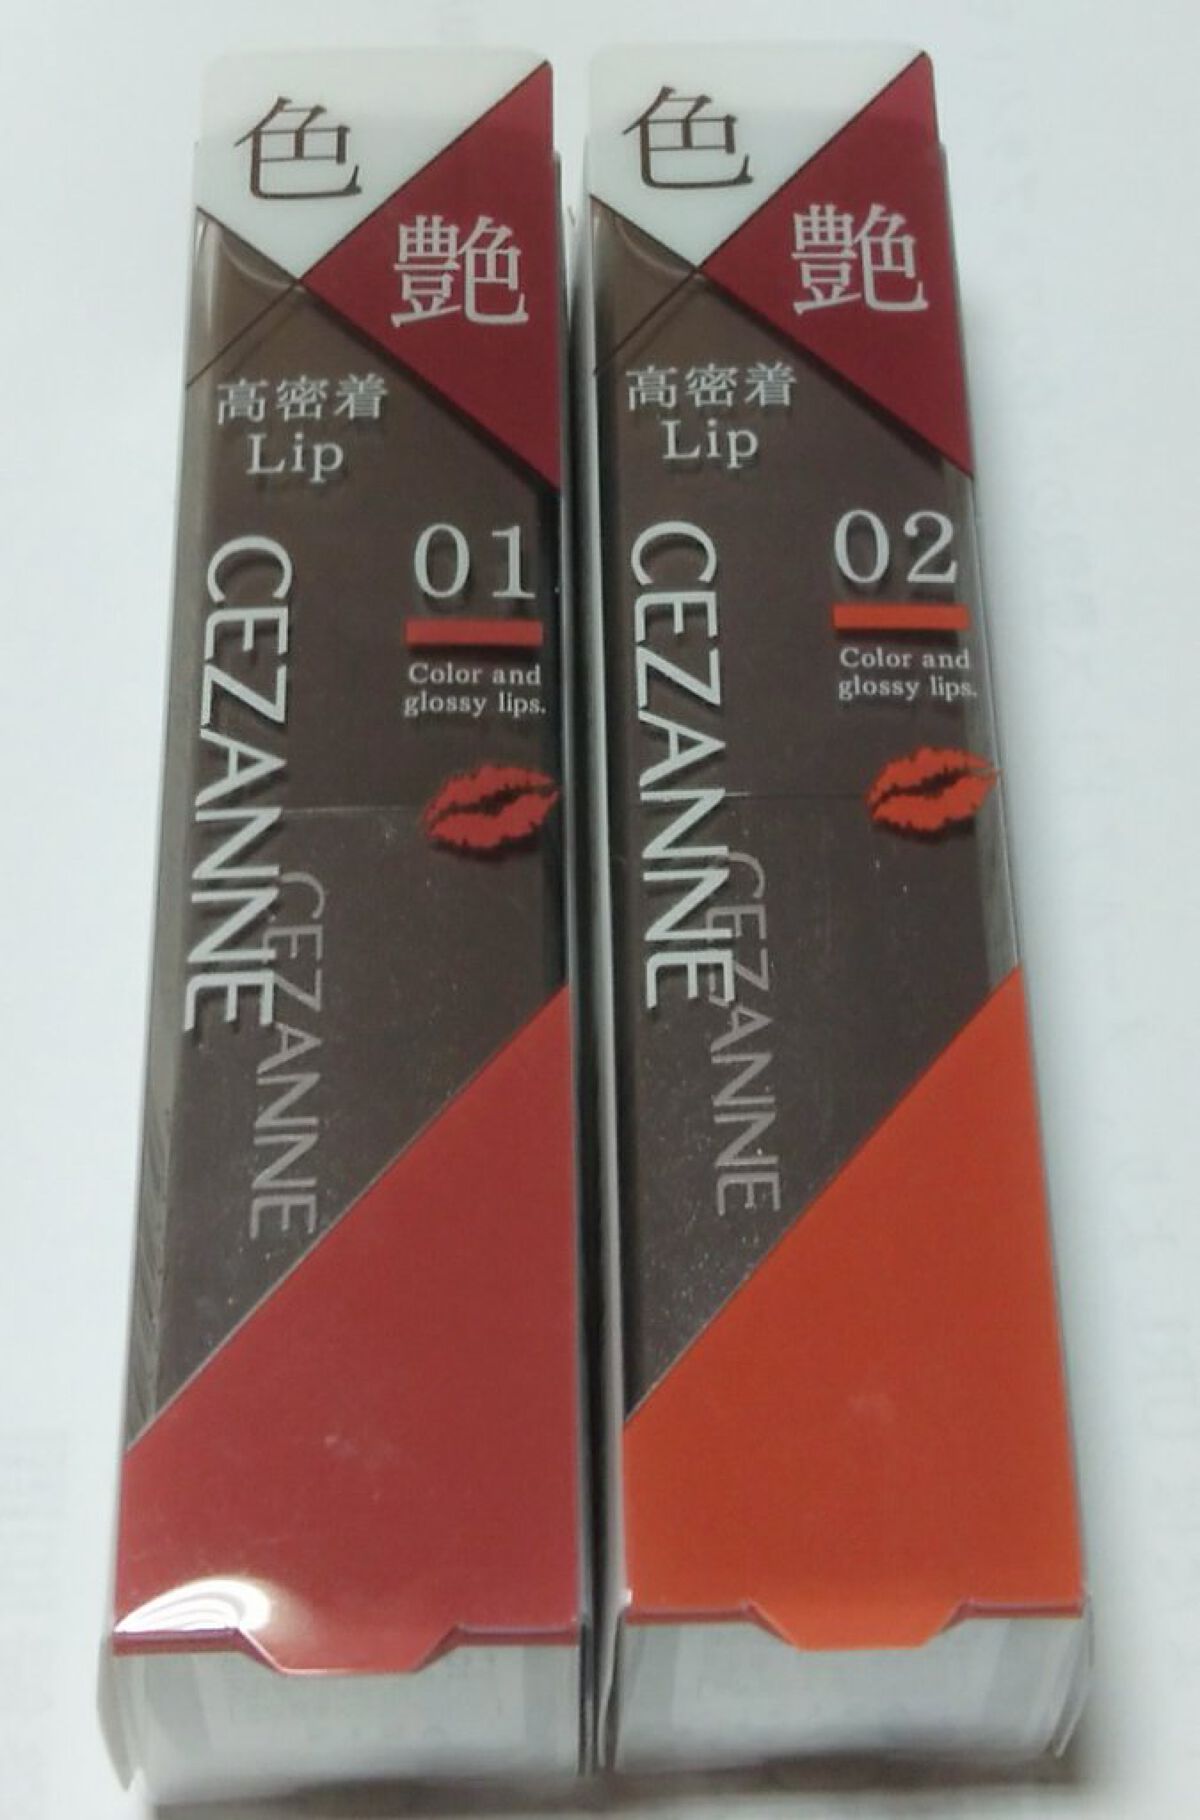 色
艶
高密着
Lip
01
Color and
glossy lips.
CEZANNE
CEZANNE
色
艶
高密着
Lip
02
Color and
glossy lips.
CEZANNE
CEZANNE